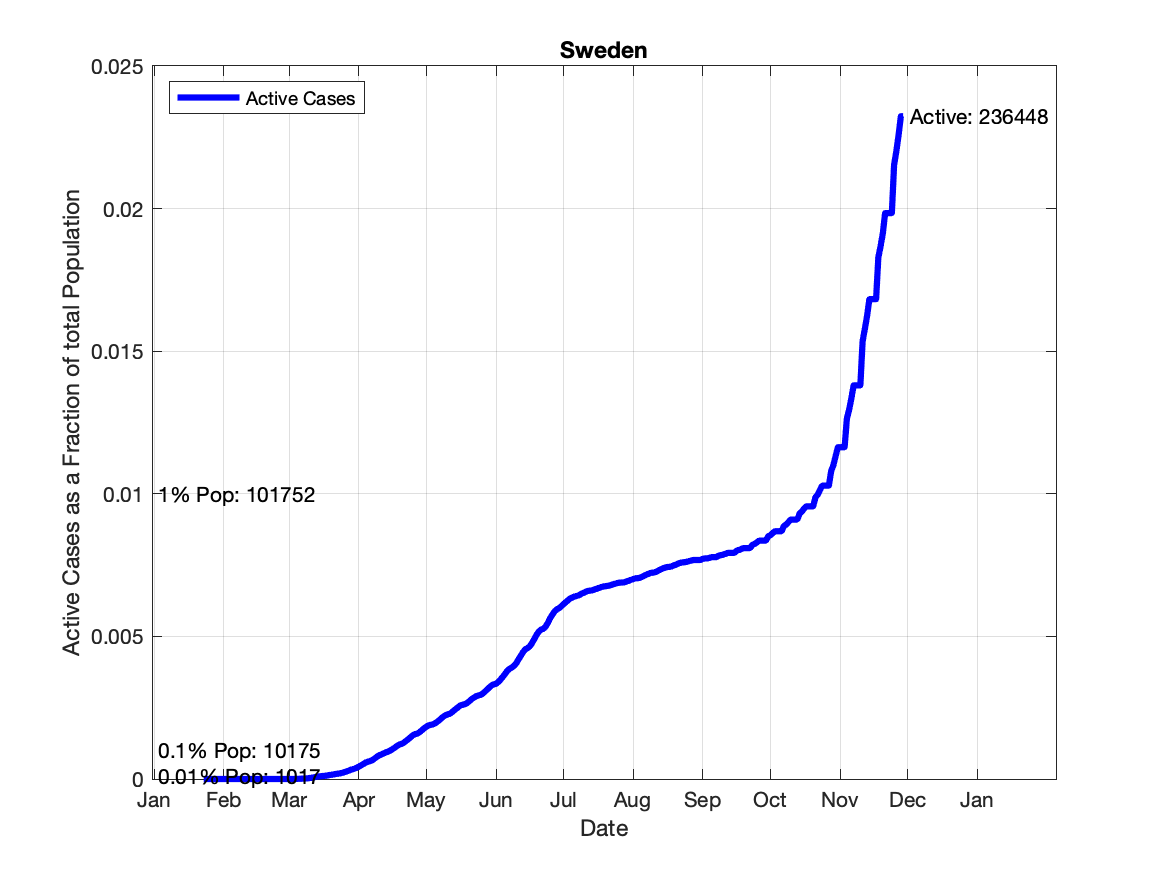 Sweden
Active Cases
Active: 236448
0.025
0.02
0.015
0.01
0.005
0
Active Cases as a Fraction of total Population
1% Pop: 101752
0.1% Pop: 10175
0.01% Pop: 1017
Jan Feb Mar Apr May Jun Jul Aug Sep Oct Nov Dec Jan
Date